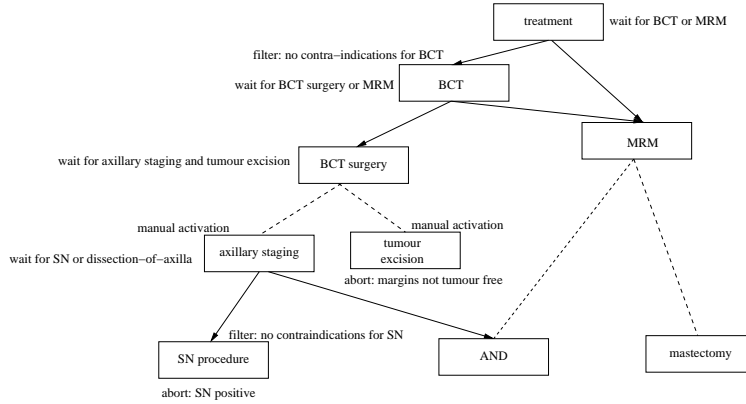 treatment
wait for BCT or MRM
filter: no contra−indications for BCT
wait for BCT surgery or MRM
BCT
MRM
wait for axillary staging and tumour excision
BCT surgery
manual activation
manual activation
wait for SN or dissection−of−axilla
axillary staging
tumour
excision
abort: margins not tumour free
filter: no contraindications for SN
SN procedure
AND
mastectomy
abort: SN positive